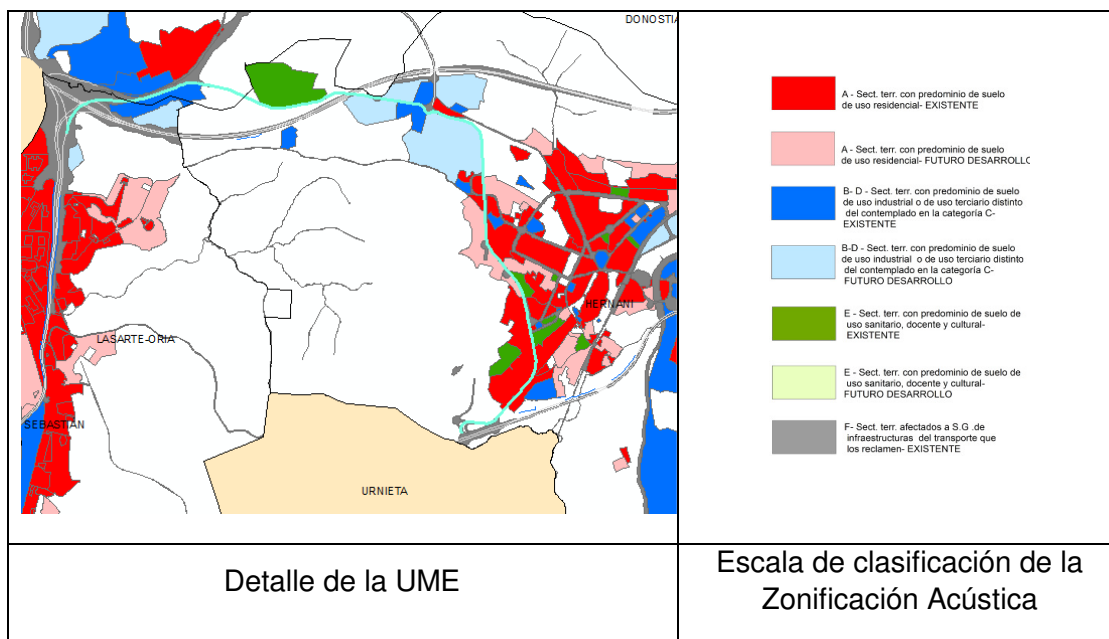 DONOSTIA
HERNANI
LASARTE-ORIA
SEBASTIÁN
URNIETA
A - Sect. terr. con predominio de suelo
de uso residencial- EXISTENTE
A - Sect. terr. con predominio de suelo
de uso residencial- FUTURO DESARROLLO
B- D - Sect. terr. con predominio de suelo
de uso industrial o de uso terciario distinto
del contemplado en la categoría C-
EXISTENTE
B-D - Sect. terr. con predominio de suelo
de uso industrial o de uso terciario distinto
del contemplado en la categoría C-
FUTURO DESARROLLO
E - Sect. terr. con predominio de suelo de
uso sanitario, docente y cultural-
EXISTENTE
E - Sect. terr. con predominio de suelo de
uso sanitario, docente y cultural-
FUTURO DESARROLLO
F- Sect. terr. afectados a S.G .de
infraestructuras del transporte que
los reclamen- EXISTENTE
Detalle de la UME
Escala de clasificación de la
Zonificación Acústica